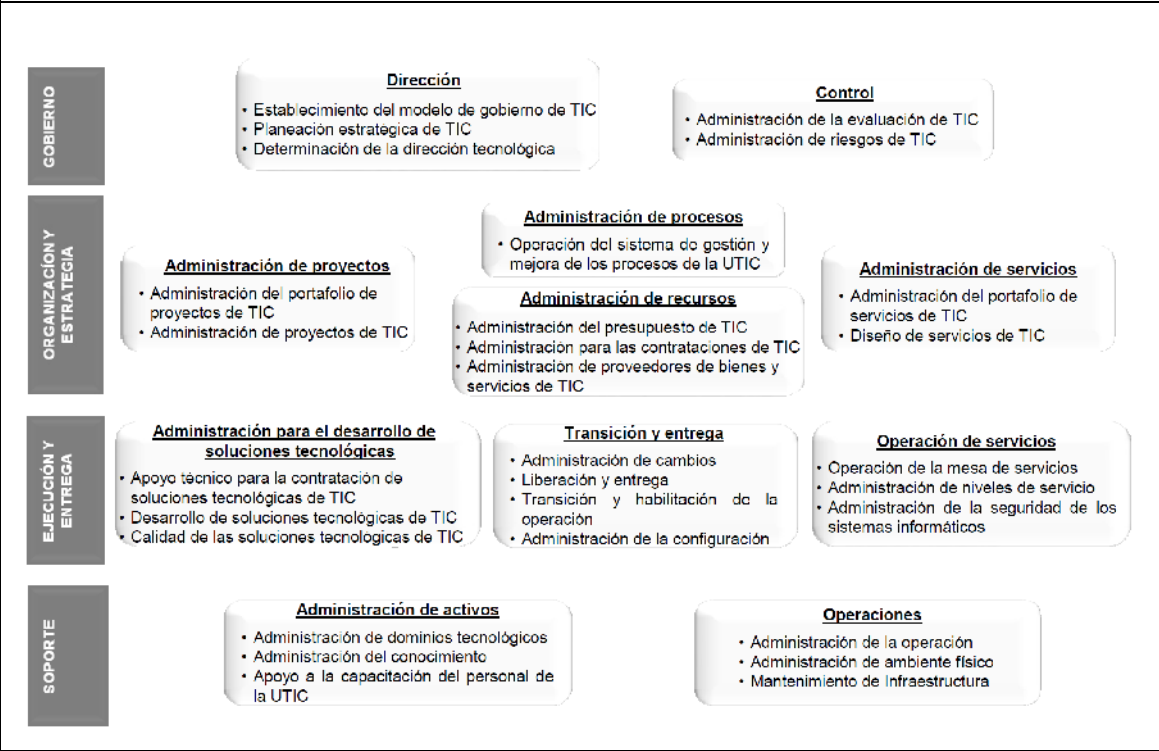 GOBIERNO
Dirección
• Establecimiento del modelo de gobierno de TIC
• Planeación estratégica de TIC
• Determinación de la dirección tecnológica
Control
• Administración de la evaluación de TIC
• Administración de riesgos de TIC
ORGANIZACÍON Y
ESTRATEGIA
Administración de proyectos
• Administración del portafolio de
proyectos de TIC
• Administración de proyectos de TIC
Administración de procesos
• Operación del sistema de gestión y
mejora de los procesos de la UTIC
Administración de recursos
• Administración del presupuesto de TIC
• Administración para las contrataciones de TIC
• Administración de proveedores de bienes y
servicios de TIC
Administración de servicios
• Administración del portafolio de
servicios de TIC
• Diseño de servicios de TIC
EJECUCIÓN Y
ENTREGA
Administración para el desarrollo de
soluciones tecnológicas
• Apoyo técnico para la contratación de
soluciones tecnológicas de TIC
• Desarrollo de soluciones tecnológicas de TIC
• Calidad de las soluciones tecnológicas de TIC
Transición y entrega
• Administración de cambios
• Liberación y entrega
• Transición y habilitación de la
operación
• Administración de la configuración
Operación de servicios
• Operación de la mesa de servicios
• Administración de niveles de servicio
• Administración de la seguridad de los
sistemas informáticos
SOPORTE
Administración de activos
• Administración de dominios tecnológicos
• Administración del conocimiento
• Apoyo a la capacitación del personal de
la UTIC
Operaciones
• Administración de la operación
• Administración de ambiente físico
• Mantenimiento de Infraestructura